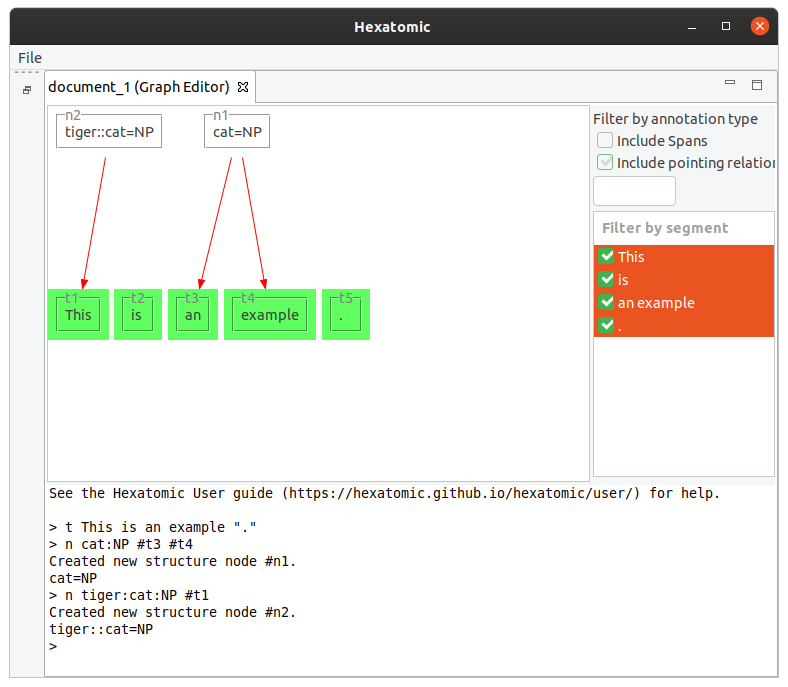 Hexatomic
File
document_1 (Graph Editor)
n2
tiger::cat=NP
n1
cat=NP
t1
This
t2
is
t3
an
t4
example
t5
.
Filter by annotation type
Include Spans
Include pointing relation
Filter by segment
This
is
an example
.
See the Hexatomic User guide (https://hexatomic.github.io/hexatomic/user/) for help.
> t This is an example "."
> n cat:NP #t3 #t4
Created new structure node #n1.
cat=NP
> n tiger:cat:NP #t1
Created new structure node #n2.
tiger::cat=NP
>